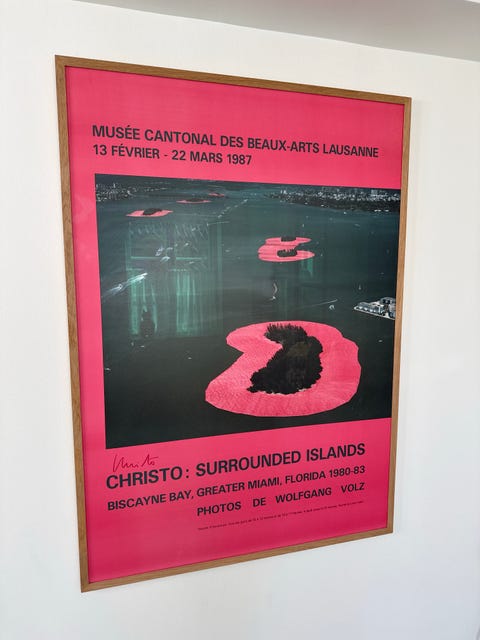 MUSÉE CANTONAL DES BEAUX-ARTS LAUSANNE
13 FÉVRIER - 22 MARS 1987
Christo
CHRISTO: SURROUNDED ISLANDS
BISCAYNE BAY, GREATER MIAMI, FLORIDA 1980-83
PHOTOS DE WOLFGANG VOLZ